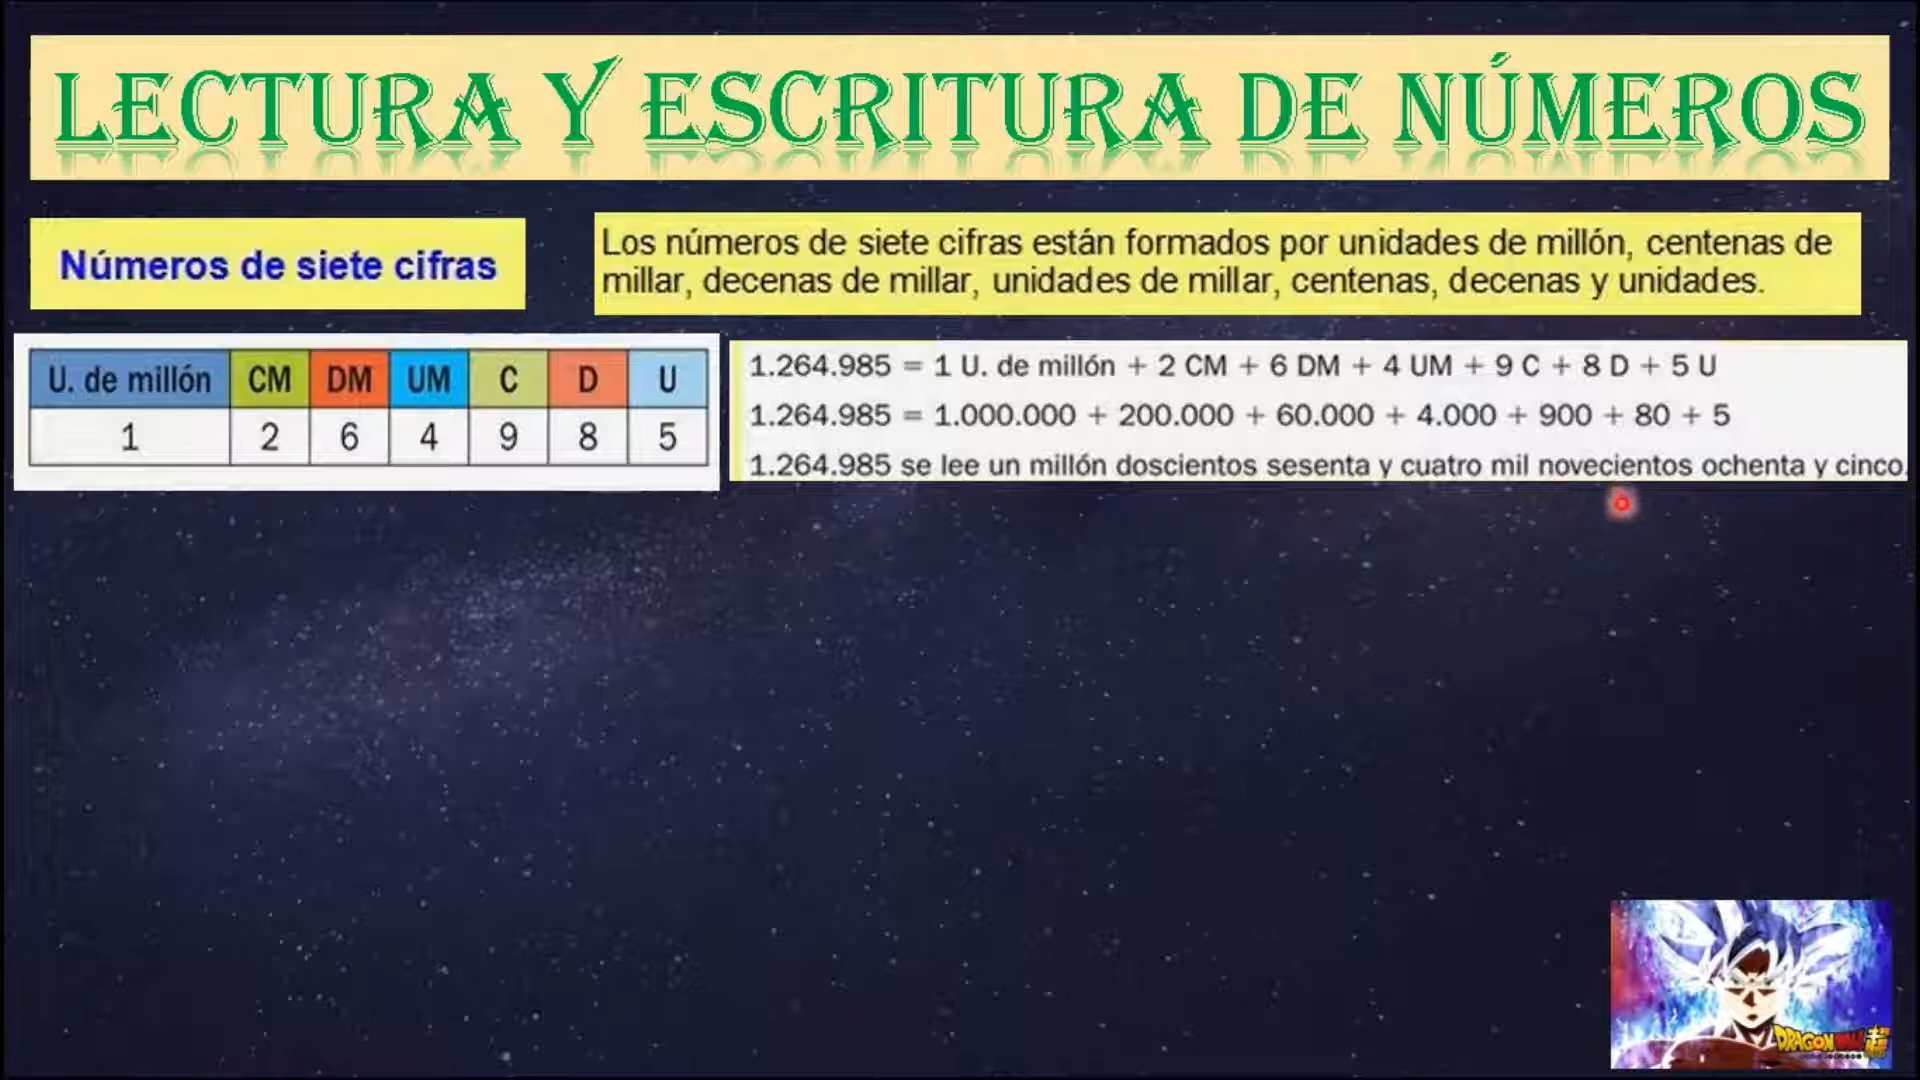 LECTURA Y ESCRITURA DE NÚMEROS
Números de siete cifras
Los números de siete cifras están formados por unidades de millón, centenas de
millar, decenas de millar, unidades de millar, centenas, decenas y unidades.
U. de millón CM DM UM C D U
1 2 6 4 9 8 5
1.264.985 = 1 U. de millón + 2 CM + 6 DM + 4 UM + 9 C + 8 D + 5 U
1.264.985 = 1.000.000 + 200.000 + 60.000 + 4.000 + 900 + 80 + 5
1.264.985 se lee un millón doscientos sesenta y cuatro mil novecientos ochenta y cinco.
DRAGON BALL 超